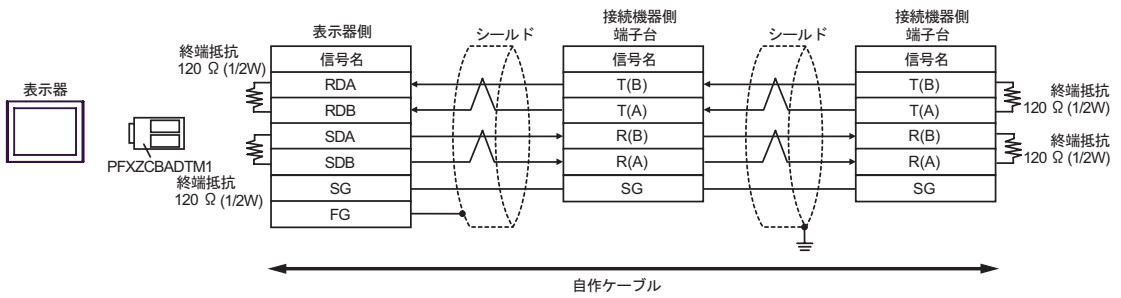 表示器
PFXZCBADTM1
終端抵抗
120 Ω (1/2W)
終端抵抗
120 Ω (1/2W)
表示器側
信号名
RDA
RDB
SDA
SDB
SG
FG
シールド
接続機器側
端子台
信号名
T(B)
T(A)
R(B)
R(A)
SG
シールド
接続機器側
端子台
信号名
T(B)
T(A)
R(B)
R(A)
SG
終端抵抗
120 Ω (1/2W)
終端抵抗
120 Ω (1/2W)
自作ケーブル